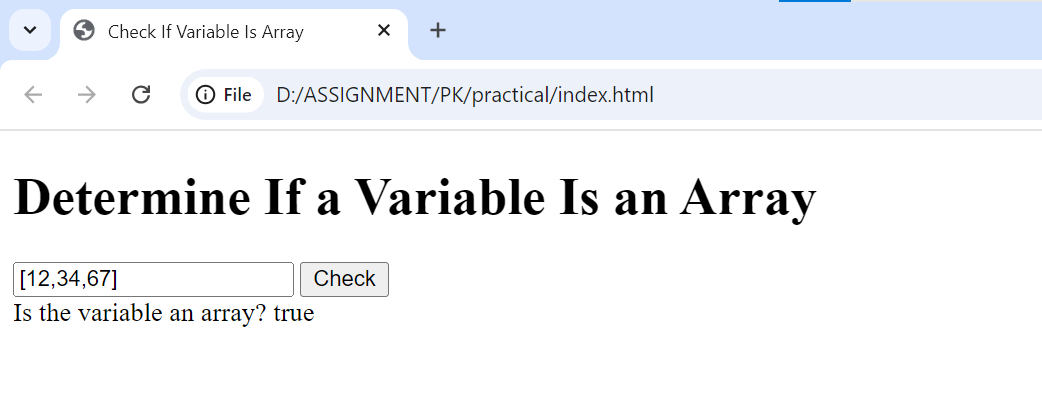 Check If Variable Is Array
File D:/ASSIGNMENT/PK/practical/index.html
Determine If a Variable Is an Array
[12,34,67] Check
Is the variable an array? true